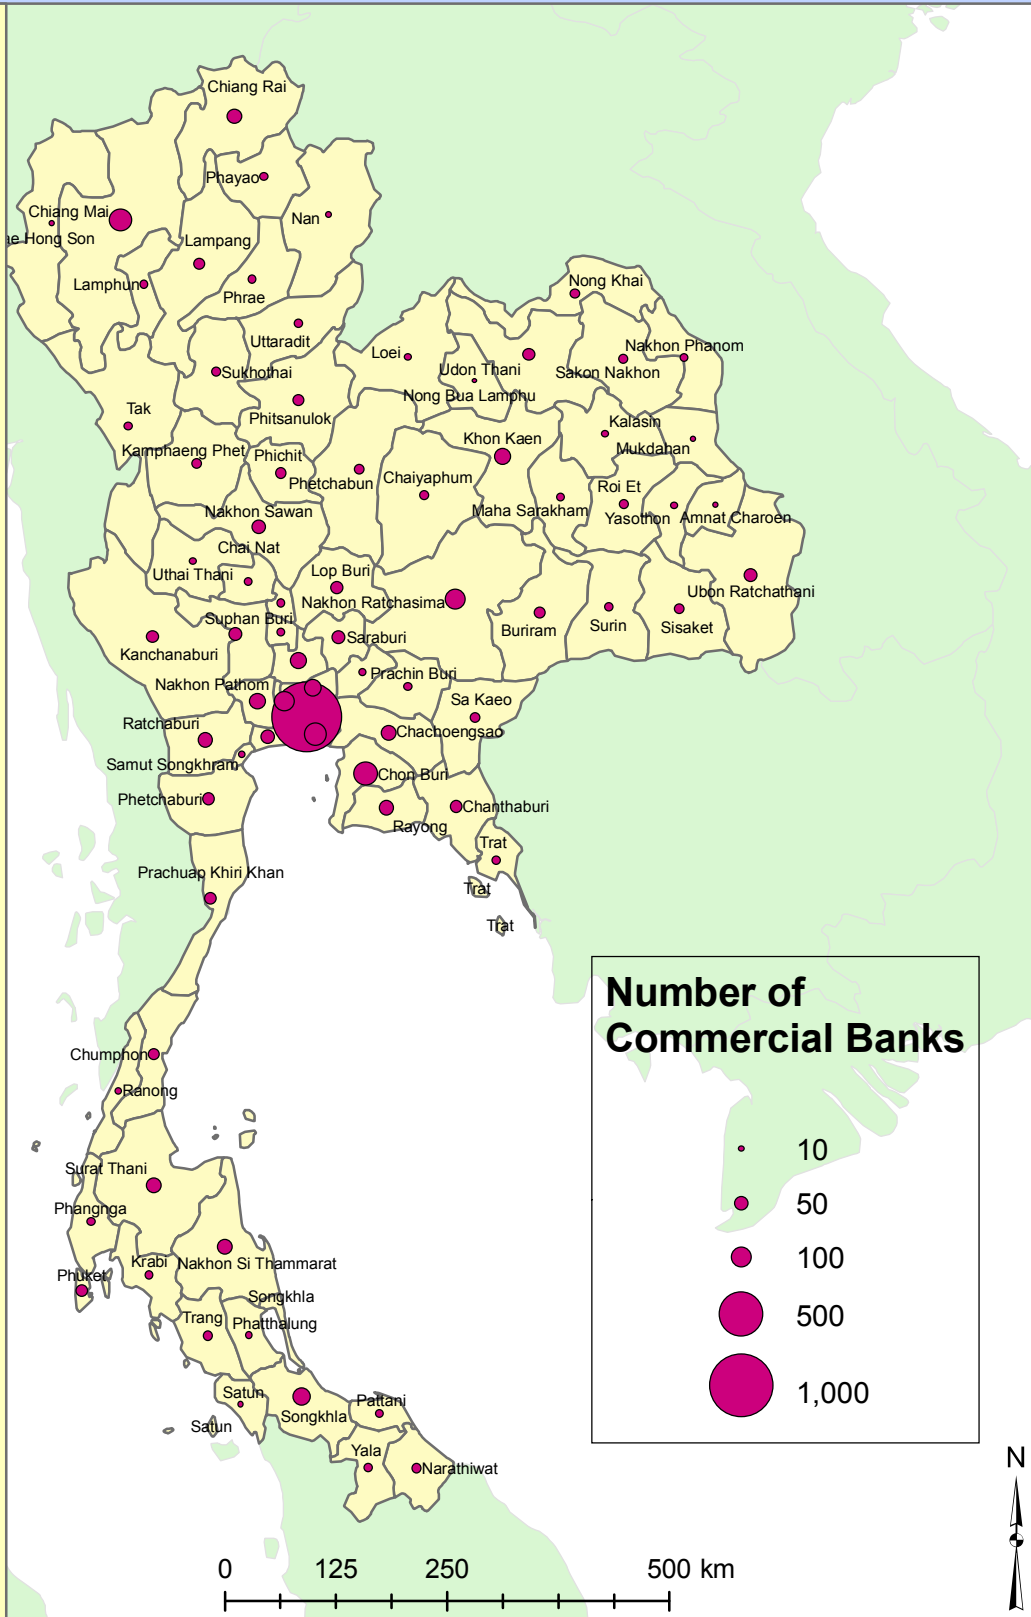 Chiang Rai
Phayao
Nan
Chiang Mai
ae Hong Son
Lampang
Lamphun
Phrae
Nong Khai
Uttaradit
Loei
Udon Thani
Nakhon Phanom
Sakon Nakhon
Sukhothai
Nong Bua Lamphu
Tak
Phitsanulok
Kalasin
Khon Kaen
Mukdahan
Kamphaeng Phet
Phichit
Phetchabun
Chaiyaphum
Roi Et
Maha Sarakham
Yasothon
Amnat Charoen
Nakhon Sawan
Chai Nat
Uthai Thani
Lop Buri
Nakhon Ratchasima
Ubon Ratchathani
Suphan Buri
Buriram
Surin
Sisaket
Saraburi
Kanchanaburi
Prachin Buri
Nakhon Pathom
Sa Kaeo
Ratchaburi
Chachoengsao
Samut Songkhram
Chon Buri
Phetchaburi
Chanthaburi
Rayong
Trat
Prachuap Khiri Khan
Trat
Trat
Number of
Commercial Banks
10
50
100
500
1,000
Chumphon
Ranong
Surat Thani
Phangnga
Krabi
Nakhon Si Thammarat
Phuket
Songkhla
Trang
Phatthalung
Satun
Pattani
Songkhla
Satun
Yala
Narathiwat
N
0 125 250 500 km